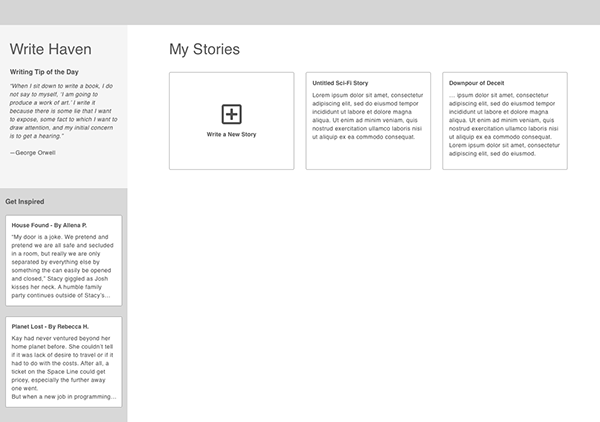 Write Haven
Writing Tip of the Day
“When I sit down to write a book, I do
not say to myself, ‘I am going to
produce a work of art.’ I write it
because there is some lie that I want
to expose, some fact to which I want to
draw attention, and my initial concern
is to get a hearing.”
—George Orwell
Get Inspired
House Found - By Allena P.
“My door is a joke. We pretend and
pretend we are all safe and secluded
in a room, but really we are only
separated by everything else by
something the can easily be opened
and closed,” Stacy giggled as Josh
kisses her neck. A humble family
party continues outside of Stacy’s…
Planet Lost - By Rebecca H.
Kay had never ventured beyond her
home planet before. She couldn’t tell
if it was lack of desire to travel or if it
had to do with the costs. After all, a
ticket on the Space Line could get
pricey, especially the further away
one went.
But when a new job in programming…
My Stories
Write a New Story
Untitled Sci-Fi Story
Lorem ipsum dolor sit amet, consectetur
adipiscing elit, sed do eiusmod tempor
incididunt ut labore et dolore magna
aliqua. Ut enim ad minim veniam, quis
nostrud exercitation ullamco laboris nisi
ut aliquip ex ea commodo consequat.
Downpour of Deceit
… ipsum dolor sit amet, consectetur
adipiscing elit, sed do eiusmod tempor
incididunt ut labore et dolore magna
aliqua. Ut enim ad minim veniam, quis
nostrud exercitation ullamco laboris nisi
ut aliquip ex ea commodo consequat.
Lorem ipsum dolor sit amet, consectetur
adipiscing elit, sed do eiusmod.